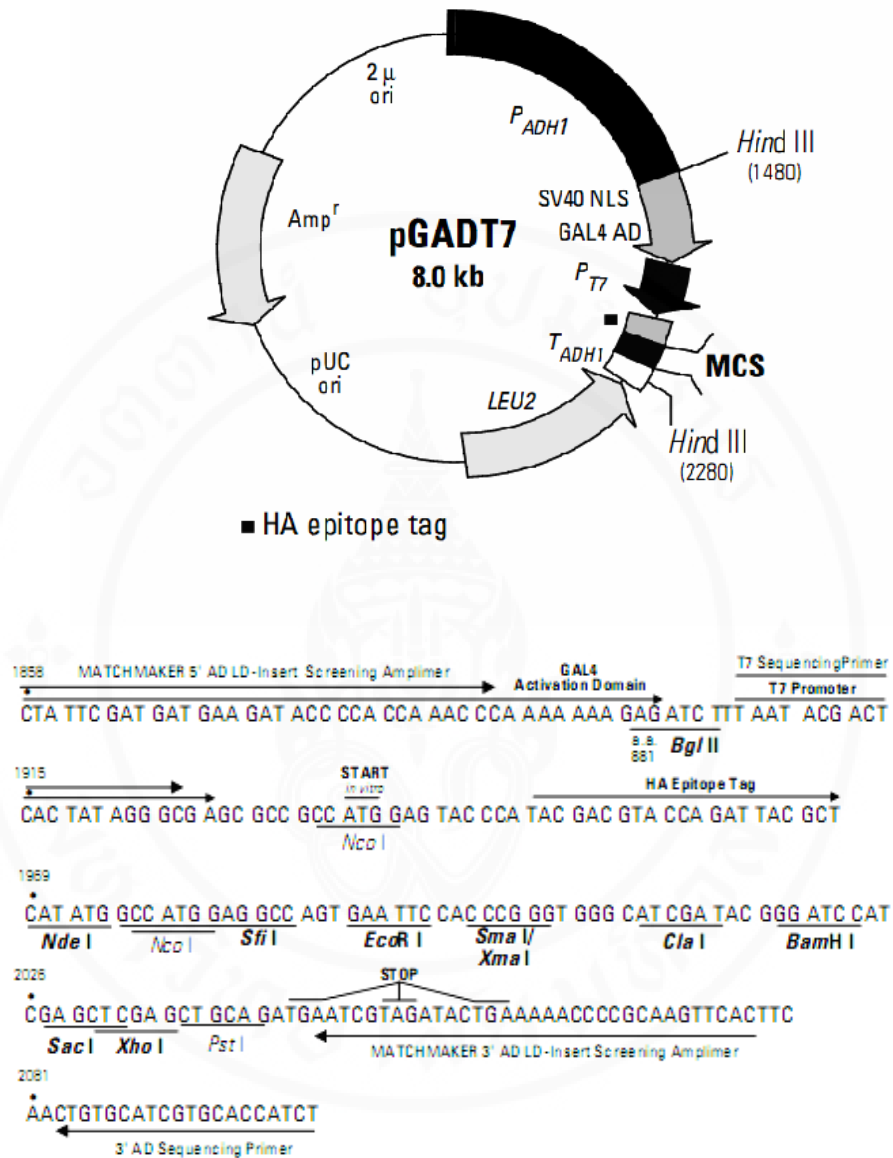 2 µ
ori
P_ADH1
Hind III
(1480)
SV40 NLS
GAL4 AD
Amp^r
pGADT7
8.0 kb
P_T7
T_ADH1
MCS
pUC
ori
LEU2
Hind III
(2280)
■ HA epitope tag
1858 MATCHMAKER 5' AD LD-Insert Screening Amplimer GAL4 Activation Domain T7 Sequencing Primer
T7 Promoter
CTA TTC GAT GAT GAA GAT ACC CCA CCA AAC CCA AAA AAA GAG ATC TTT AAT ACG ACT
a.a. 881 Bgl II
1915 START in vitro HA Epitope Tag
CAC TAT AGG GCG AGC GCC GCC ATG GAG TAC CCA TAC GAC GTA CCA GAT TAC GCT
Nco I
1969
CAT ATG GCC ATG GAG GCC AGT GAA TTC CAC CCG GGT GGG CAT CGA TAC GGG ATC CAT
Nde I Nco I Sfi I EcoR I Sma I/ Xma I Cla I BamH I
2026 STOP
CGA GCT CGA GCT GCA GATGAATCGTAGATACTGAAAAACCCCGCAAGTTCACTTC
Sac I Xho I Pst I MATCHMAKER 3' AD LD-Insert Screening Amplimer
2081
AACTGTGCATCGTGCACCATCT
3' AD Sequencing Primer